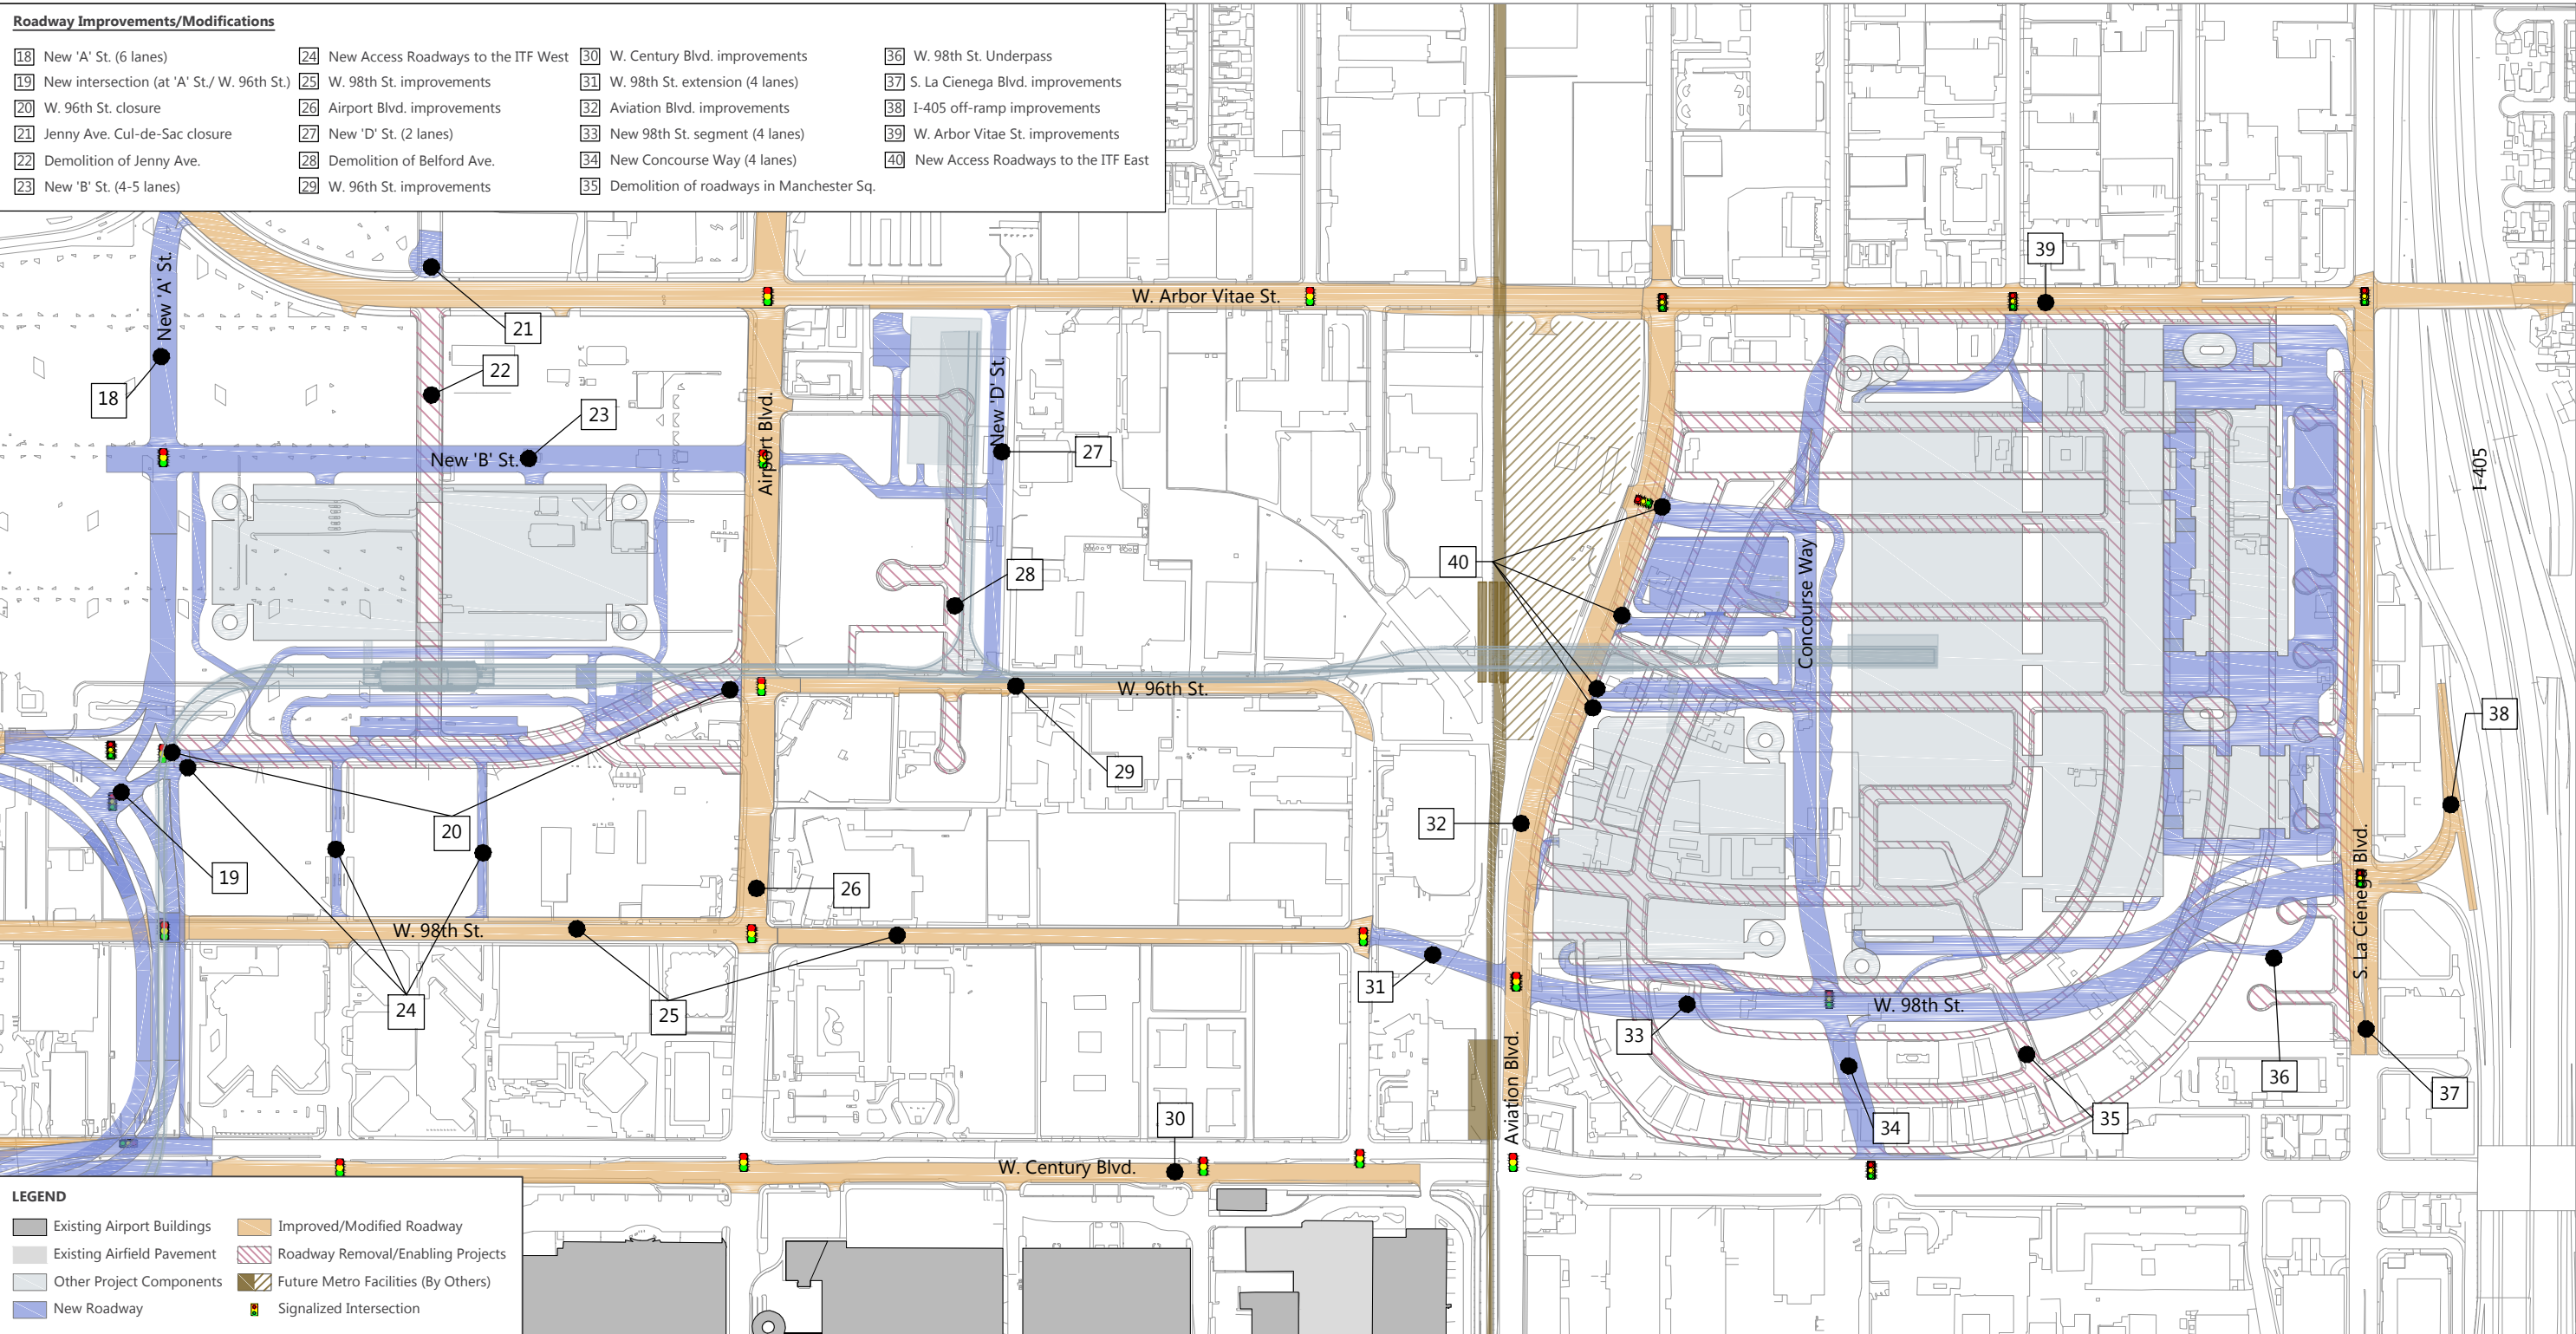 Roadway Improvements/Modifications
18 New 'A' St. (6 lanes)
19 New intersection (at 'A' St./ W. 96th St.)
20 W. 96th St. closure
21 Jenny Ave. Cul-de-Sac closure
22 Demolition of Jenny Ave.
23 New 'B' St. (4-5 lanes)
24 New Access Roadways to the ITF West
25 W. 98th St. improvements
26 Airport Blvd. improvements
27 New 'D' St. (2 lanes)
28 Demolition of Belford Ave.
29 W. 96th St. improvements
30 W. Century Blvd. improvements
31 W. 98th St. extension (4 lanes)
32 Aviation Blvd. improvements
33 New 98th St. segment (4 lanes)
34 New Concourse Way (4 lanes)
35 Demolition of roadways in Manchester Sq.
36 W. 98th St. Underpass
37 S. La Cienega Blvd. improvements
38 I-405 off-ramp improvements
39 W. Arbor Vitae St. improvements
40 New Access Roadways to the ITF East
New 'A' St.
39
W. Arbor Vitae St.
21
22
18
23
New 'B' St.
Airport Blvd.
New 'D' St.
27
I-405
28
40
Concourse Way
W. 96th St.
38
29
20
32
19
26
S. La Cienega Blvd.
W. 98th St.
31
24
25
33
W. 98th St.
36
37
Aviation Blvd.
30
34
35
W. Century Blvd.
LEGEND
Existing Airport Buildings
Existing Airfield Pavement
Other Project Components
New Roadway
Improved/Modified Roadway
Roadway Removal/Enabling Projects
Future Metro Facilities (By Others)
Signalized Intersection